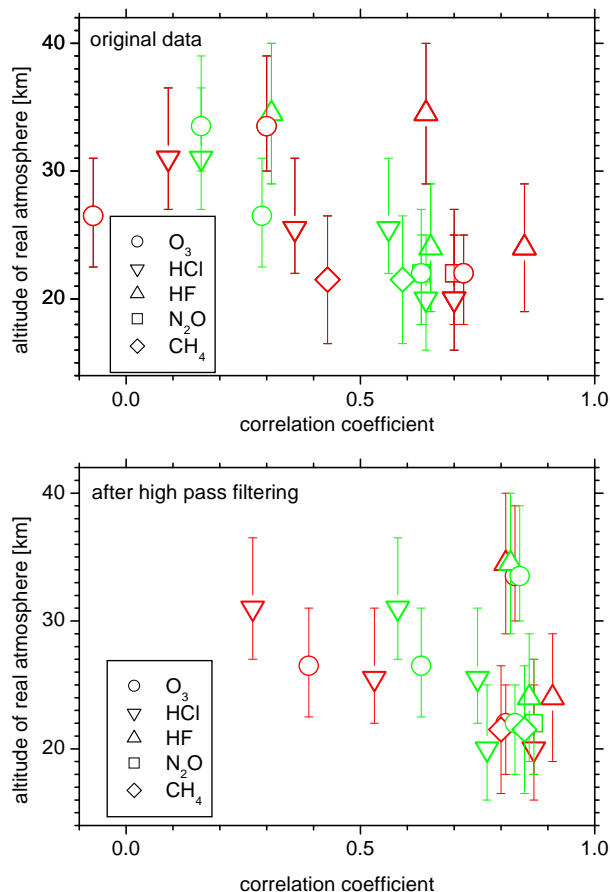 original data
40
30
20
altitude of real atmosphere [km]
O₃
HCl
HF
N₂O
CH₄
0.0 0.5 1.0
correlation coefficient
after high pass filtering
40
30
20
altitude of real atmosphere [km]
O₃
HCl
HF
N₂O
CH₄
0.0 0.5 1.0
correlation coefficient